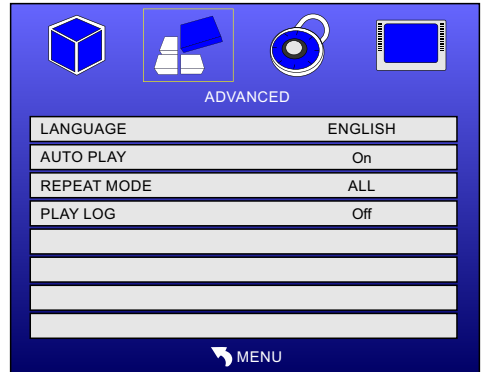 ADVANCED
LANGUAGE ENGLISH
AUTO PLAY On
REPEAT MODE ALL
PLAY LOG Off
MENU